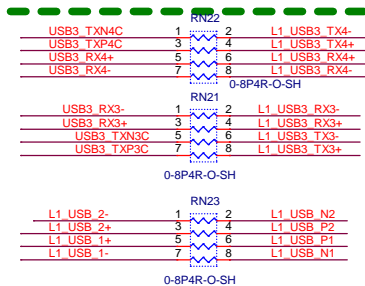 RN22
USB3_TXN4C 1 2 L1_USB3_TX4-
USB3_TXP4C 3 4 L1_USB3_TX4+
USB3_RX4+ 5 6 L1_USB3_RX4+
USB3_RX4- 7 8 L1_USB3_RX4-
0-8P4R-O-SH
RN21
USB3_RX3- 1 2 L1_USB3_RX3-
USB3_RX3+ 3 4 L1_USB3_RX3+
USB3_TXN3C 5 6 L1_USB3_TX3-
USB3_TXP3C 7 8 L1_USB3_TX3+
0-8P4R-O-SH
RN23
L1_USB_2- 1 2 L1_USB_N2
L1_USB_2+ 3 4 L1_USB_P2
L1_USB_1+ 5 6 L1_USB_P1
L1_USB_1- 7 8 L1_USB_N1
0-8P4R-O-SH